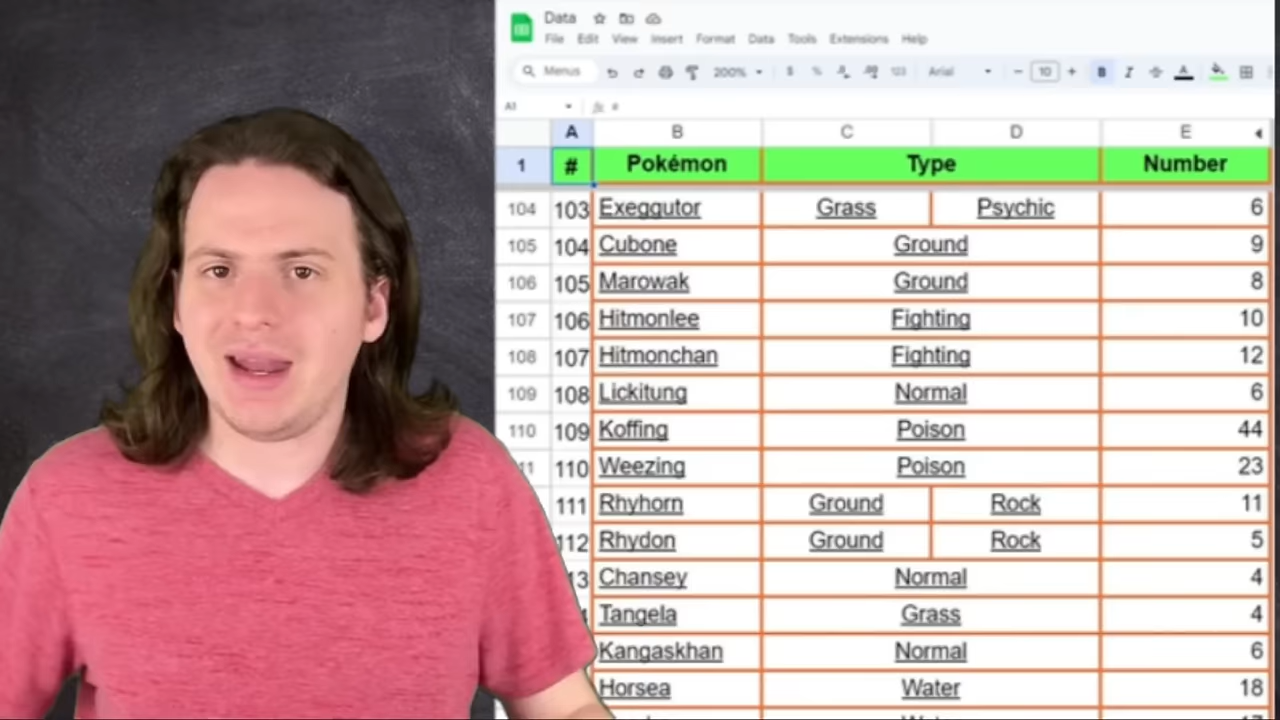 Data
File Edit View Insert Format Data Tools Extensions Help
Menus 200% $ % 123 Arial 10 B I A
A1 fx #
A B C D E
1 # Pokémon Type Number
104 103 Exeggutor Grass Psychic 6
105 104 Cubone Ground 9
106 105 Marowak Ground 8
107 106 Hitmonlee Fighting 10
108 107 Hitmonchan Fighting 12
109 108 Lickitung Normal 6
110 109 Koffing Poison 44
11 110 Weezing Poison 23
111 Rhyhorn Ground Rock 11
112 Rhydon Ground Rock 5
13 Chansey Normal 4
Tangela Grass 4
Kangaskhan Normal 6
Horsea Water 18